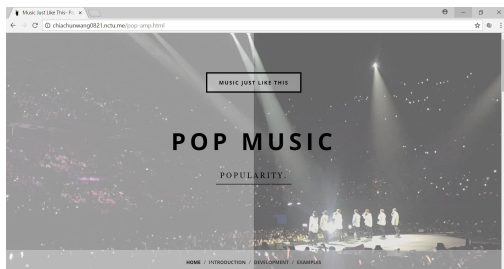 Music Just Like This- Po
chiachunwang0821.nctu.me/pop-amp.html
MUSIC JUST LIKE THIS
POP MUSIC
POPULARITY.
HOME / INTRODUCTION / DEVELOPMENT / EXAMPLES